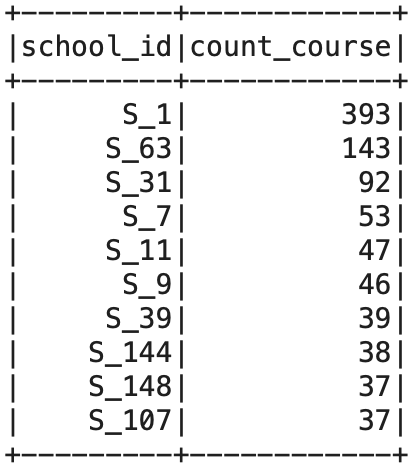 +---------+------------+
|school_id|count_course|
+---------+------------+
|      S_1|         393|
|     S_63|         143|
|     S_31|          92|
|      S_7|          53|
|     S_11|          47|
|      S_9|          46|
|     S_39|          39|
|    S_144|          38|
|    S_148|          37|
|    S_107|          37|
+---------+------------+